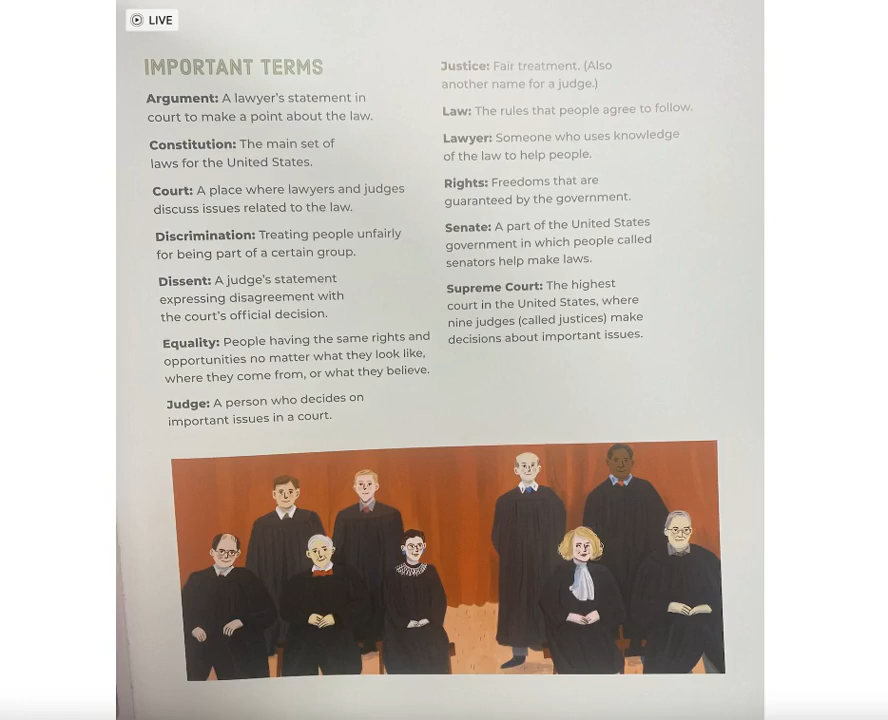 LIVE
IMPORTANT TERMS
Argument: A lawyer's statement in
court to make a point about the law.
Constitution: The main set of
laws for the United States.
Court: A place where lawyers and judges
discuss issues related to the law.
Discrimination: Treating people unfairly
for being part of a certain group.
Dissent: A judge's statement
expressing disagreement with
the court's official decision.
Equality: People having the same rights and
opportunities no matter what they look like,
where they come from, or what they believe.
Judge: A person who decides on
important issues in a court.
Justice: Fair treatment. (Also
another name for a judge.)
Law: The rules that people agree to follow.
Lawyer: Someone who uses knowledge
of the law to help people.
Rights: Freedoms that are
guaranteed by the government.
Senate: A part of the United States
government in which people called
senators help make laws.
Supreme Court: The highest
court in the United States, where
nine judges (called justices) make
decisions about important issues.